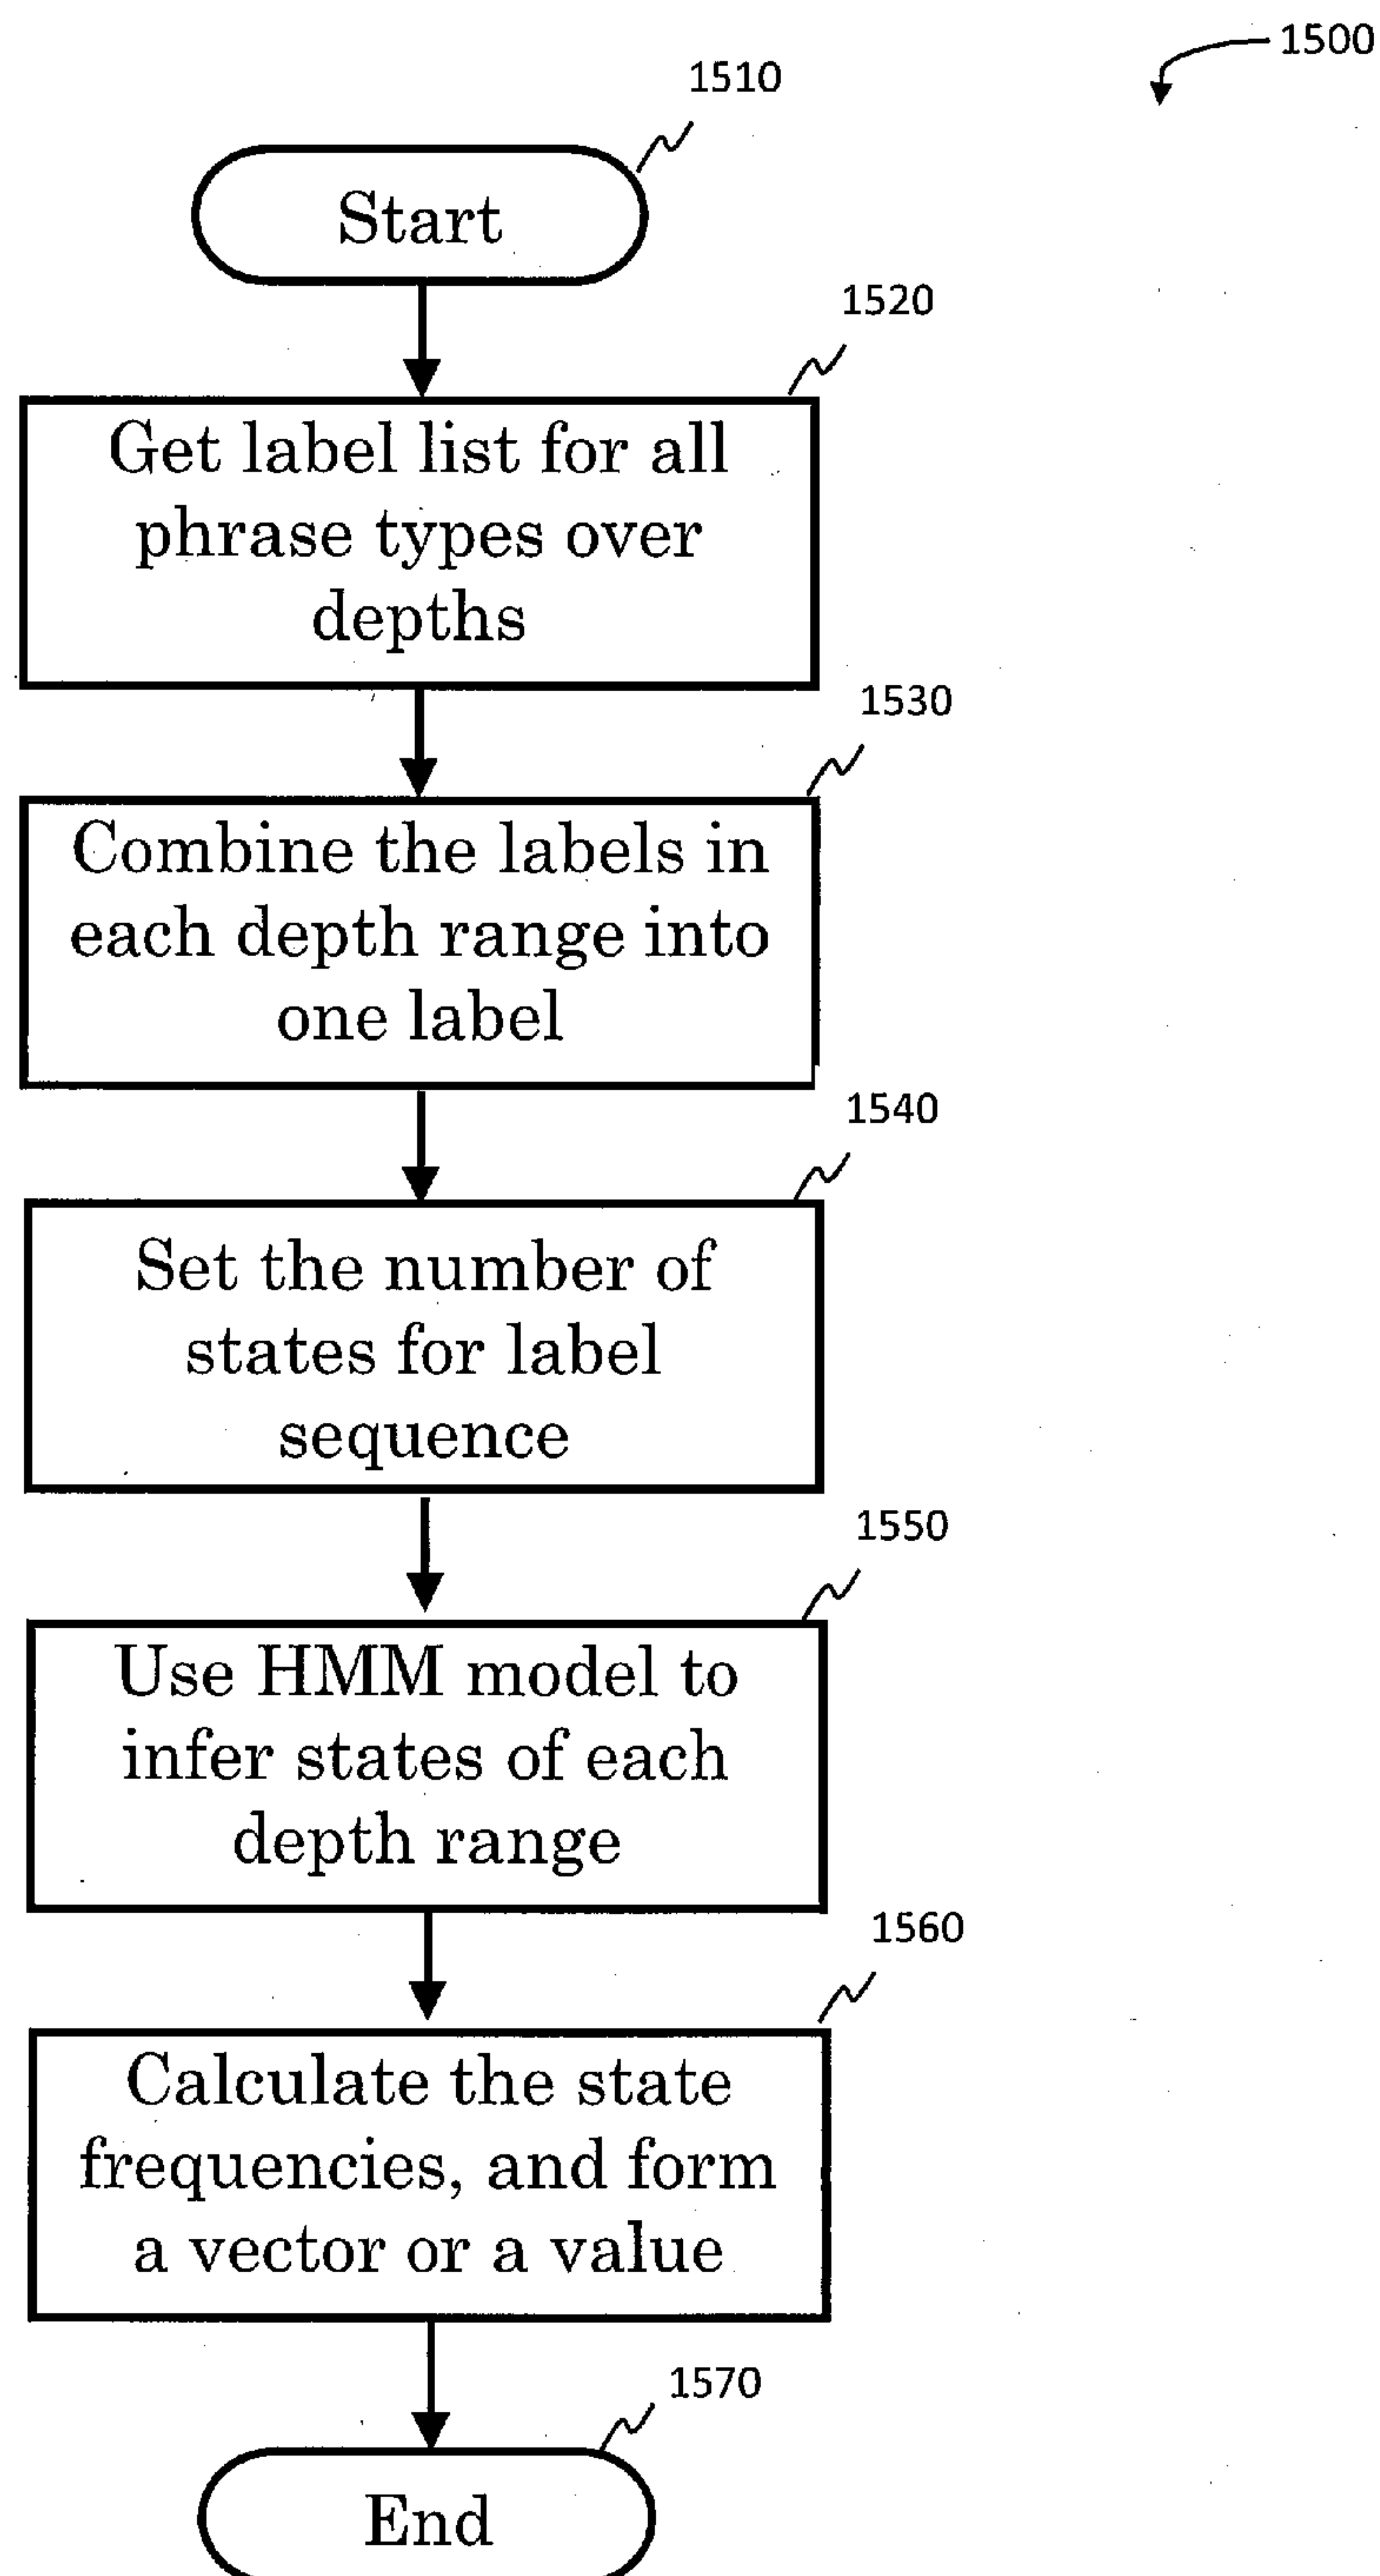 1500
1510
Start
1520
Get label list for all
phrase types over
depths
1530
Combine the labels in
each depth range into
one label
1540
Set the number of
states for label
sequence
1550
Use HMM model to
infer states of each
depth range
1560
Calculate the state
frequencies, and form
a vector or a value
1570
End